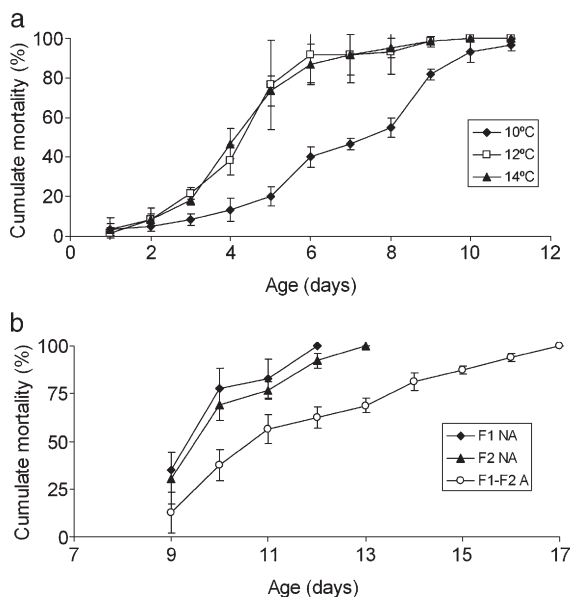 a
Cumulate mortality (%)
100
80
60
40
20
0
0 2 4 6 8 10 12
Age (days)
10ºC
12ºC
14ºC
b
Cumulate mortality (%)
100
75
50
25
0
7 9 11 13 15 17
Age (days)
F1 NA
F2 NA
F1-F2 A